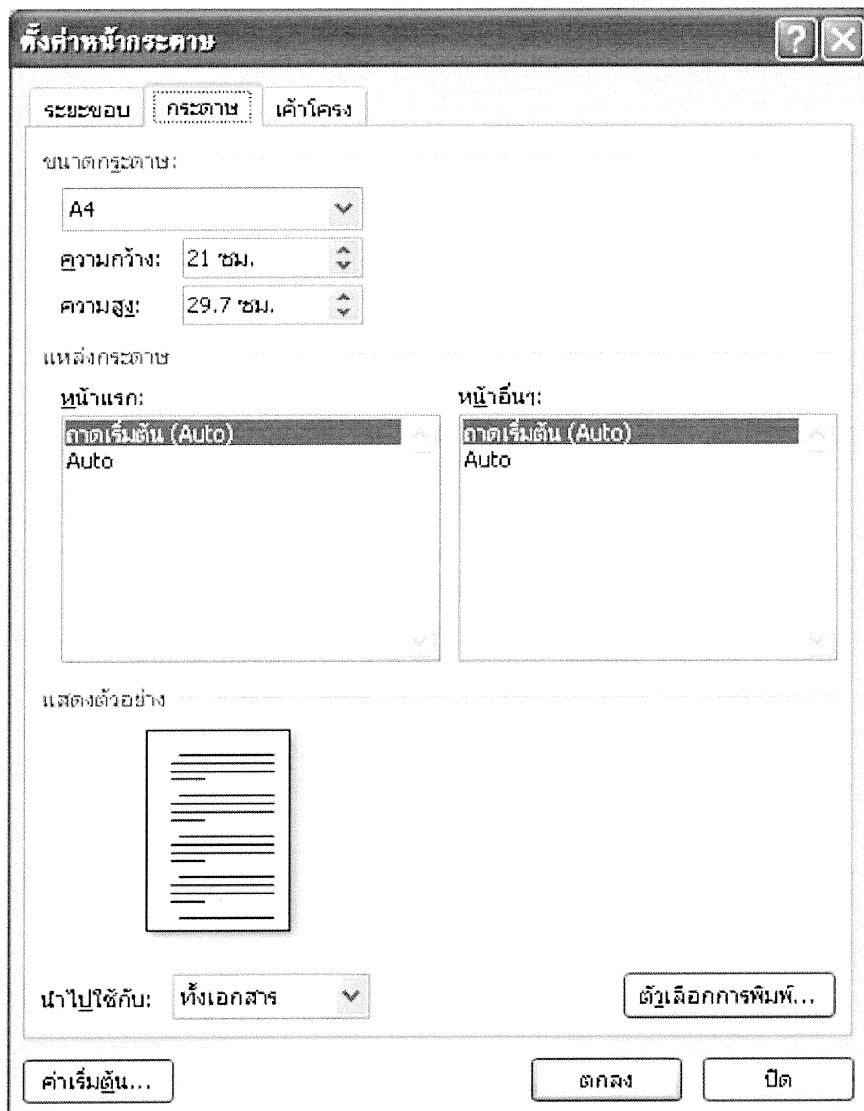 ตั้งค่าหน้ากระดาษ
ระยะขอบ กระดาษ เค้าโครง
ขนาดกระดาษ:
A4
ความกว้าง: 21 ซม.
ความสูง: 29.7 ซม.
แหล่งกระดาษ
หน้าแรก: หน้าอื่นๆ:
ถาดเริ่มต้น (Auto) ถาดเริ่มต้น (Auto)
Auto Auto
แสดงตัวอย่าง
นำไปใช้กับ: ทั้งเอกสาร ตัวเลือกการพิมพ์...
ค่าเริ่มต้น... ตกลง ปิด